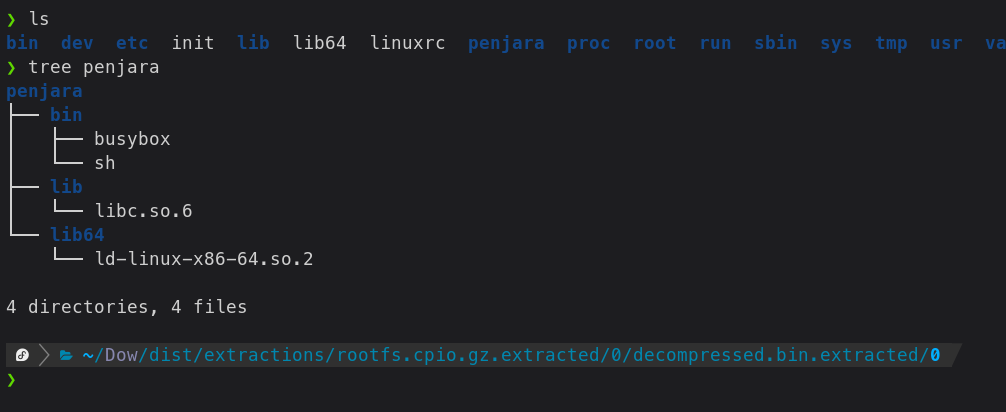 ❯ ls
bin dev etc init lib lib64 linuxrc penjara proc root run sbin sys tmp usr va
❯ tree penjara
penjara
├── bin
│   ├── busybox
│   └── sh
├── lib
│   └── libc.so.6
└── lib64
    └── ld-linux-x86-64.so.2
4 directories, 4 files
~/Dow/dist/extractions/rootfs.cpio.gz.extracted/0/decompressed.bin.extracted/0
❯